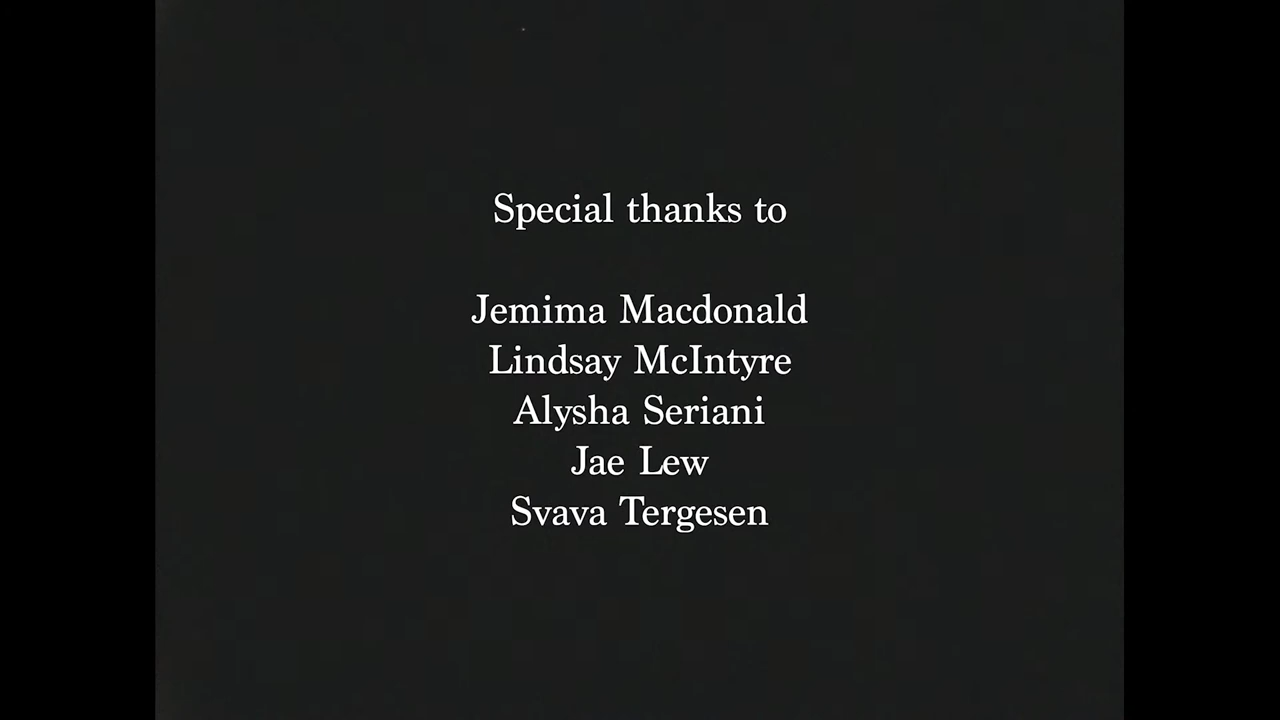 Special thanks to
Jemima Macdonald
Lindsay McIntyre
Alysha Seriani
Jae Lew
Svava Tergesen